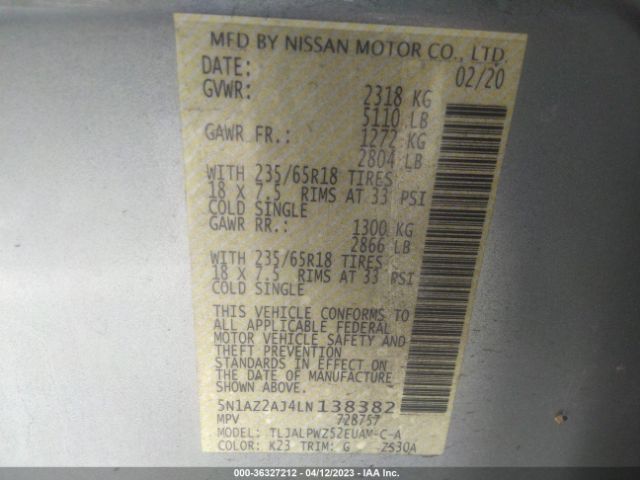 MFD BY NISSAN MOTOR CO., LTD.
DATE: 02/20
GVWR: 2318 KG
5110 LB
GAWR FR.: 1272 KG
2804 LB
WITH 235/65R18 TIRES
18 X 7.5 RIMS AT 33 PSI
COLD SINGLE
GAWR RR.: 1300 KG
2866 LB
WITH 235/65R18 TIRES
18 X 7.5 RIMS AT 33 PSI
COLD SINGLE
THIS VEHICLE CONFORMS TO
ALL APPLICABLE FEDERAL
MOTOR VEHICLE SAFETY AND
THEFT PREVENTION
STANDARDS IN EFFECT ON
THE DATE OF MANUFACTURE
SHOWN ABOVE.
5N1AZ2AJ4LN138382
MPV 728757
MODEL: TLJALPWZ52EUAM-C-A
COLOR: K23 TRIM: G ZS30A
000-36327212 - 04/12/2023 - IAAI.COM